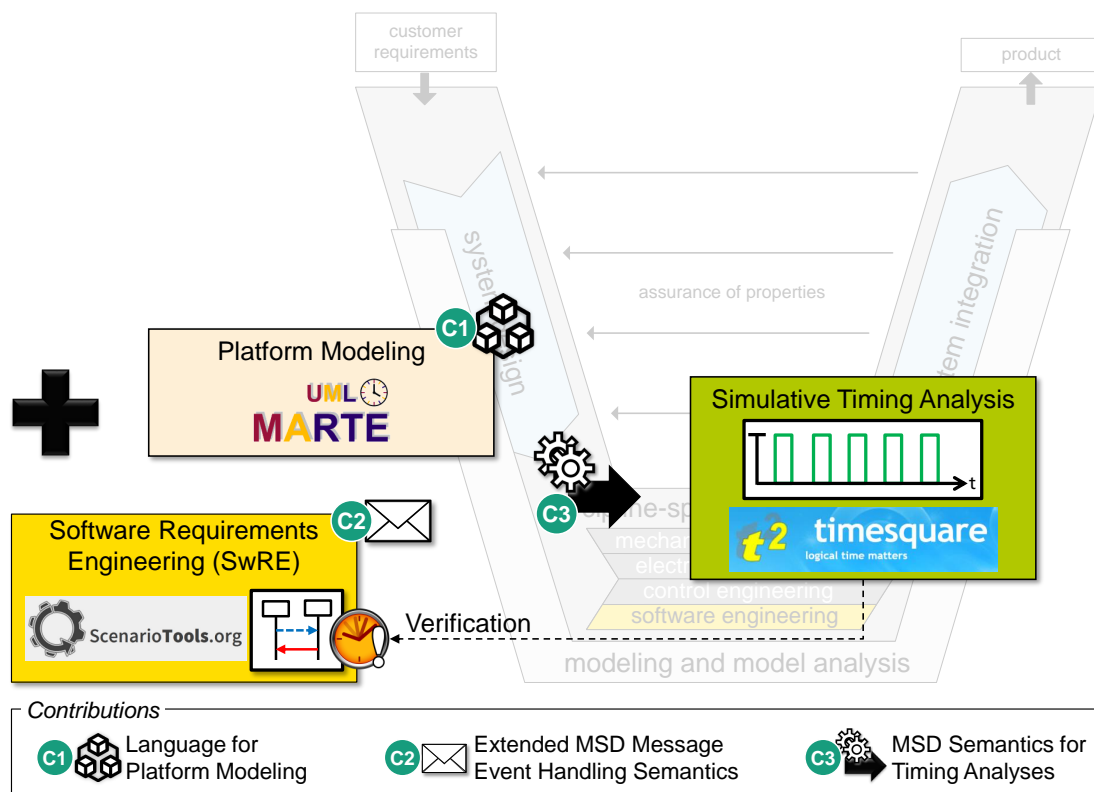 customer
requirements
product
system design
system integration
assurance of properties
C1
Platform Modeling
UML
MARTE
Simulative Timing Analysis
t
t2 timesquare
logical time matters
C3
C2
Software Requirements
Engineering (SwRE)
ScenarioTools.org
Verification
control engineering
software engineering
modeling and model analysis
Contributions
C1 Language for
Platform Modeling
C2 Extended MSD Message
Event Handling Semantics
C3 MSD Semantics for
Timing Analyses